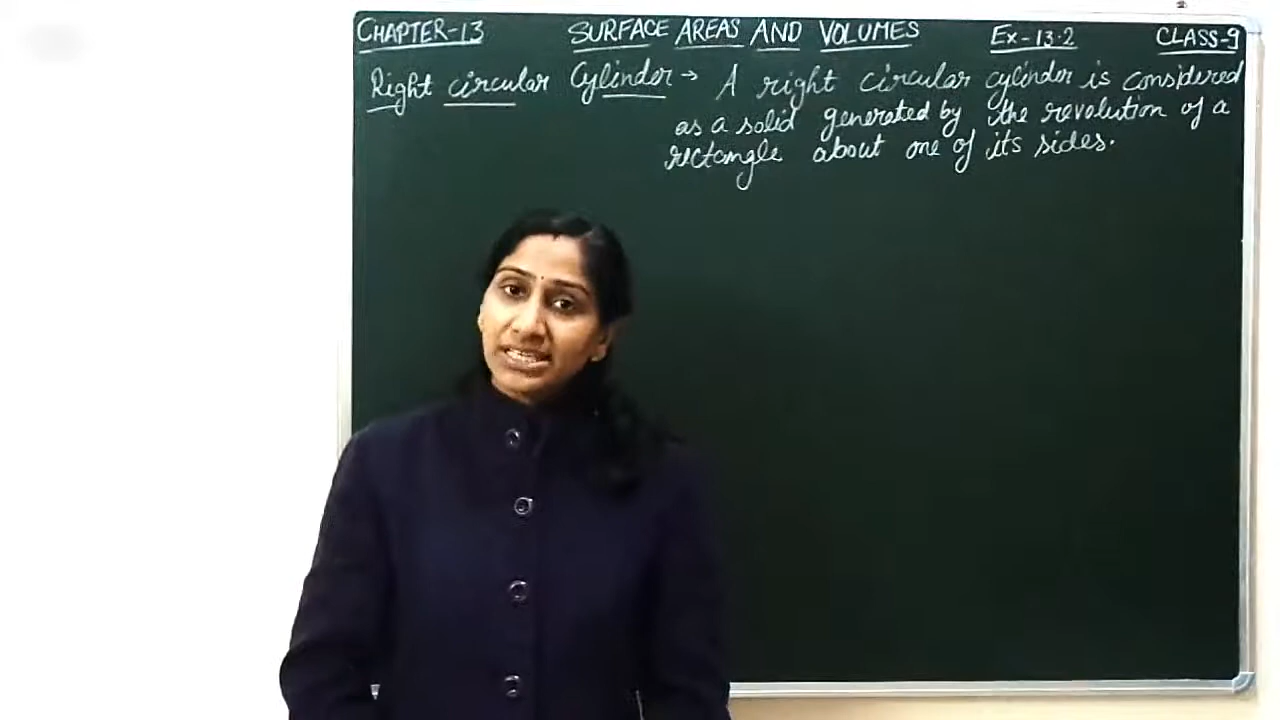 CHAPTER-13 SURFACE AREAS AND VOLUMES Ex-13.2 CLASS-9
Right circular Cylinder → A right circular cylinder is considered
as a solid generated by the revolution of a
rectangle about one of its sides.